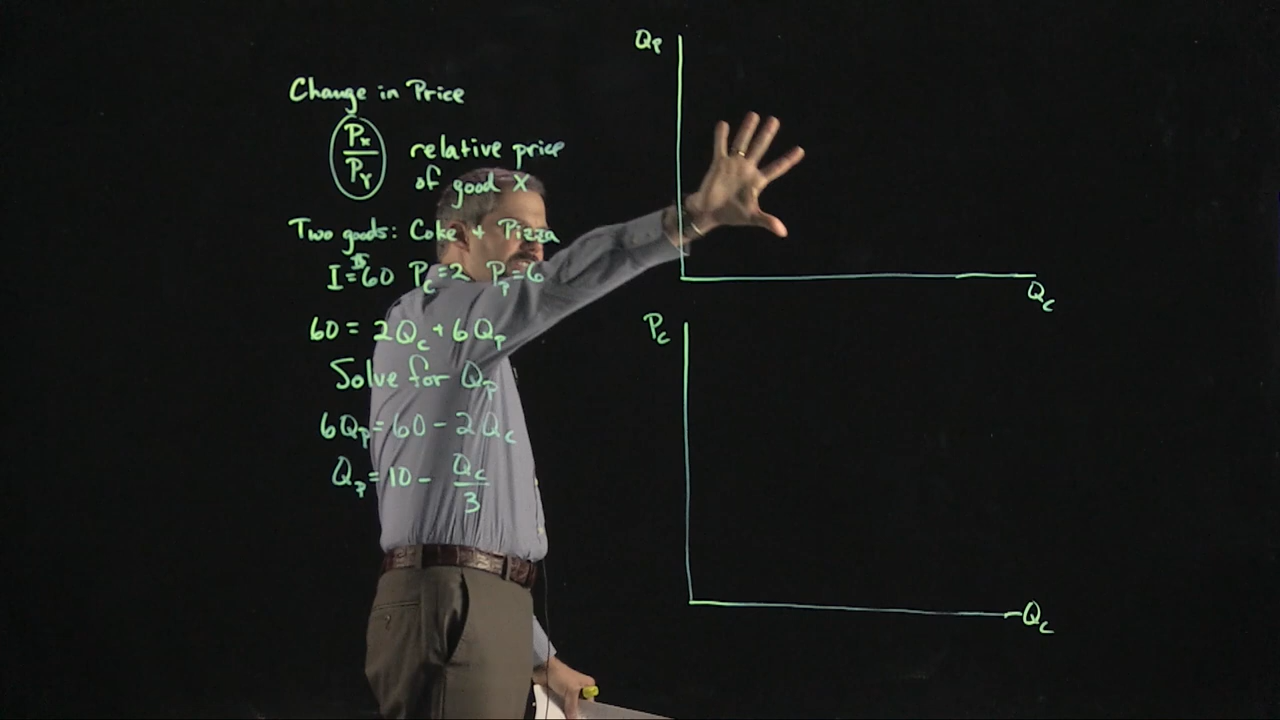 Change in Price
Px/PY relative price
of good X
Two goods: Coke + Pizza
I=$60 Pc=2 Pp=6
60 = 2Qc + 6Qp
Solve for Qp
6Qp = 60 - 2Qc
Qp = 10 - Qc/3
Qp
Qc
Pc
Qc